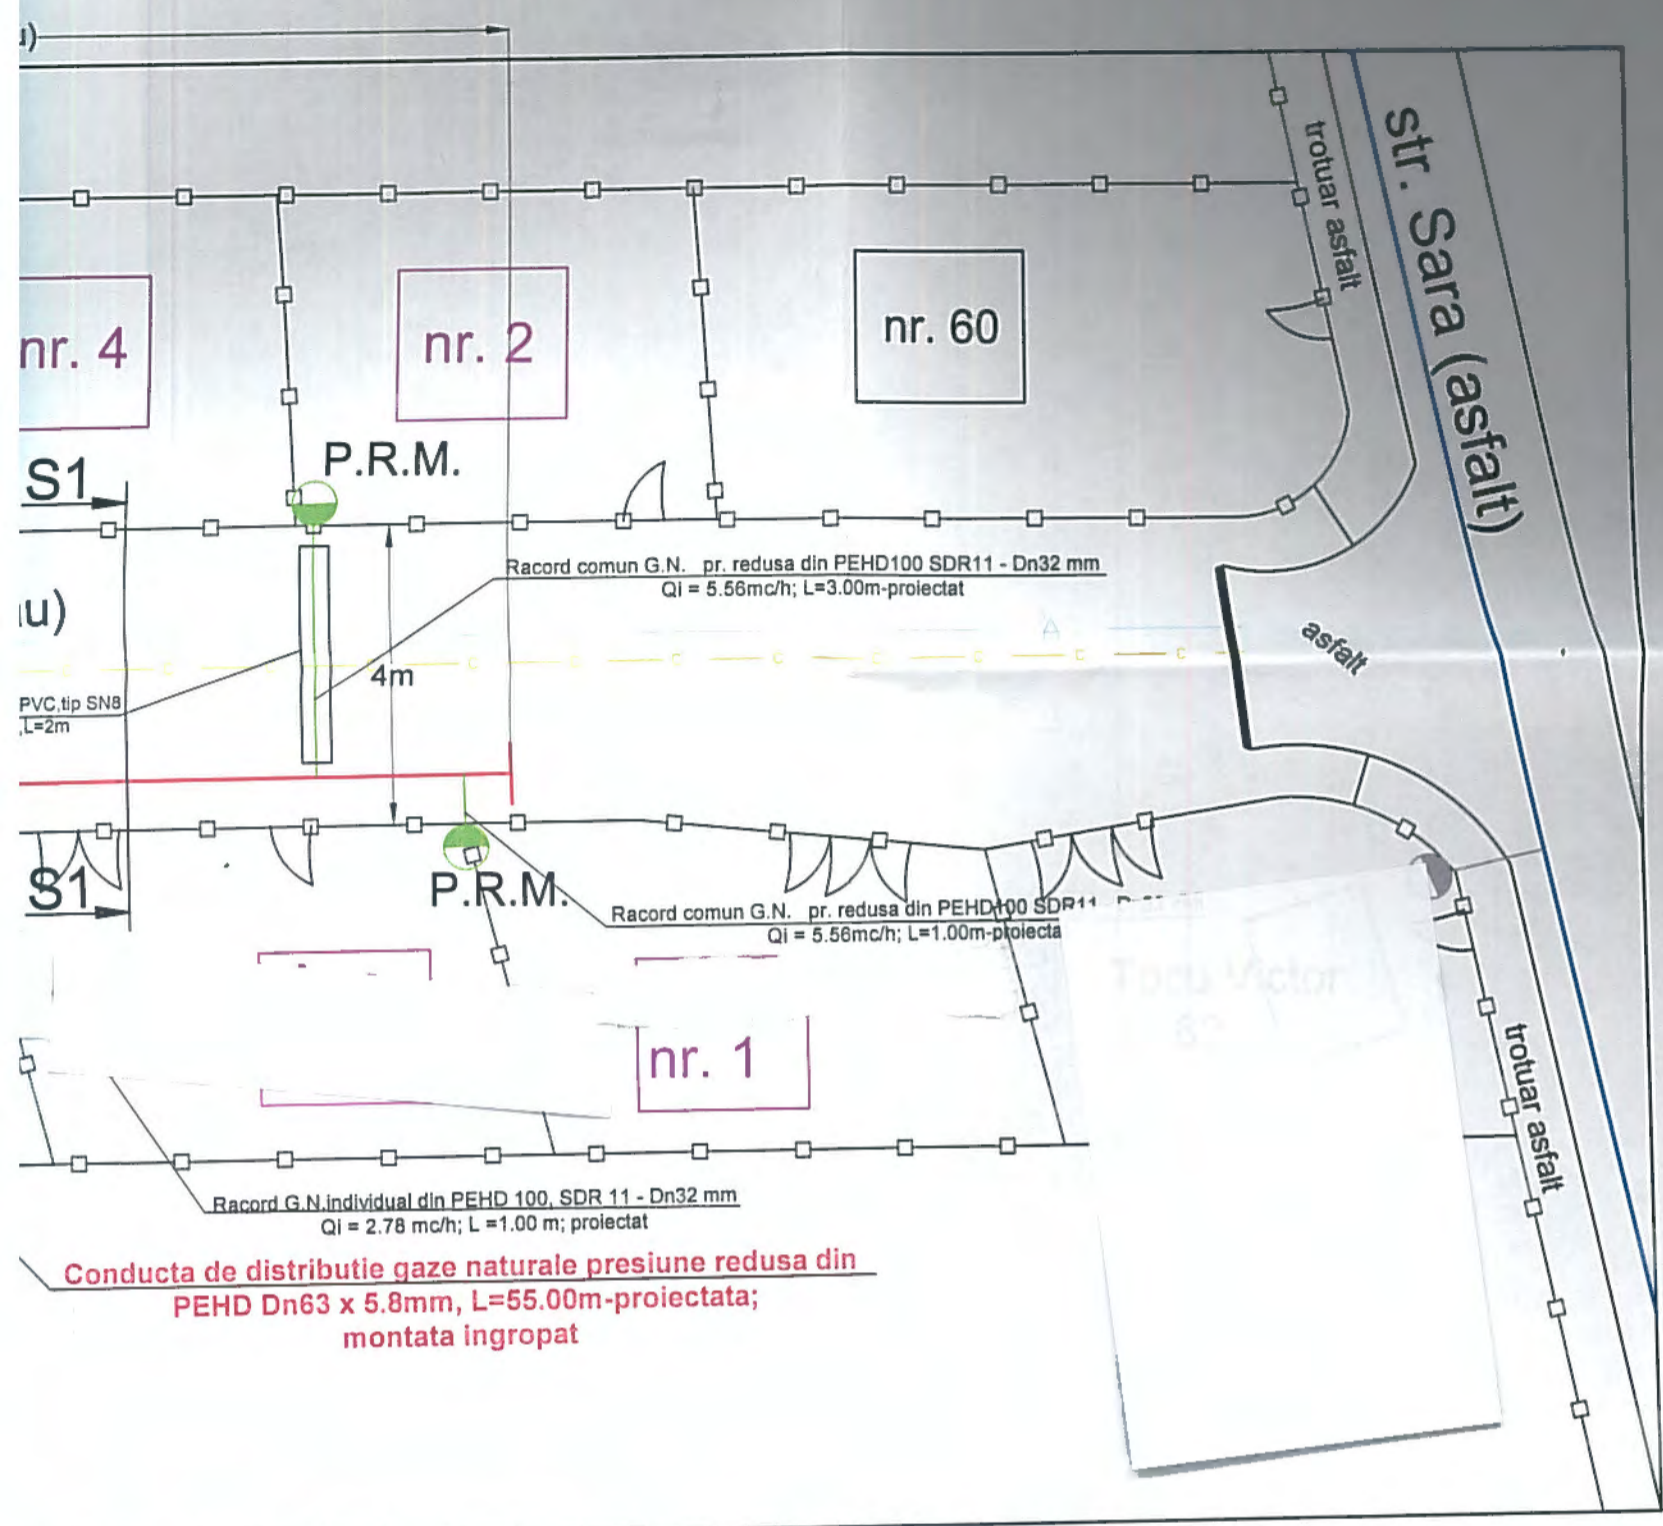 trotuar asfalt
str. Sara (asfalt)
nr. 4
nr. 2
nr. 60
P.R.M.
S1
Racord comun G.N. pr. redusa din PEHD100 SDR11 - Dn32 mm
Qi = 5.56mc/h; L=3.00m-proiectat
u)
A
asfalt
C C C C C C C C C
4m
PVC,tip SN8
,L=2m
S1
P.R.M.
Racord comun G.N. pr. redusa din PEHD100 SDR11
Qi = 5.56mc/h; L=1.00m-proiecta
Victor
nr. 1
trotuar asfalt
Racord G.N.individual din PEHD 100, SDR 11 - Dn32 mm
Qi = 2.78 mc/h; L =1.00 m; proiectat
Conducta de distributie gaze naturale presiune redusa din
PEHD Dn63 x 5.8mm, L=55.00m-proiectata;
montata ingropat